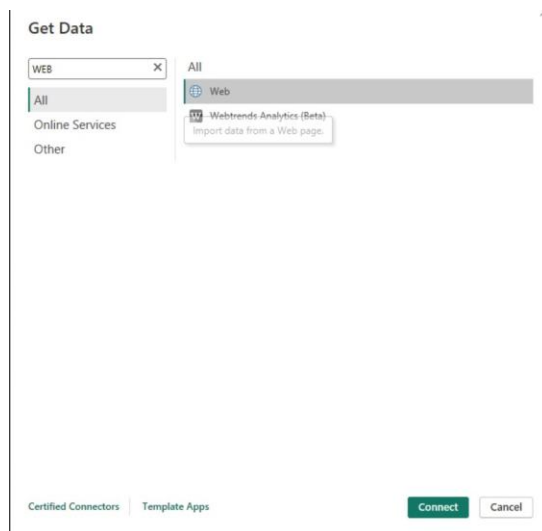 Get Data
WEB
All
Online Services
Other
All
Web
Webtrends Analytics (Beta)
Import data from a Web page.
Certified Connectors
Template Apps
Connect
Cancel